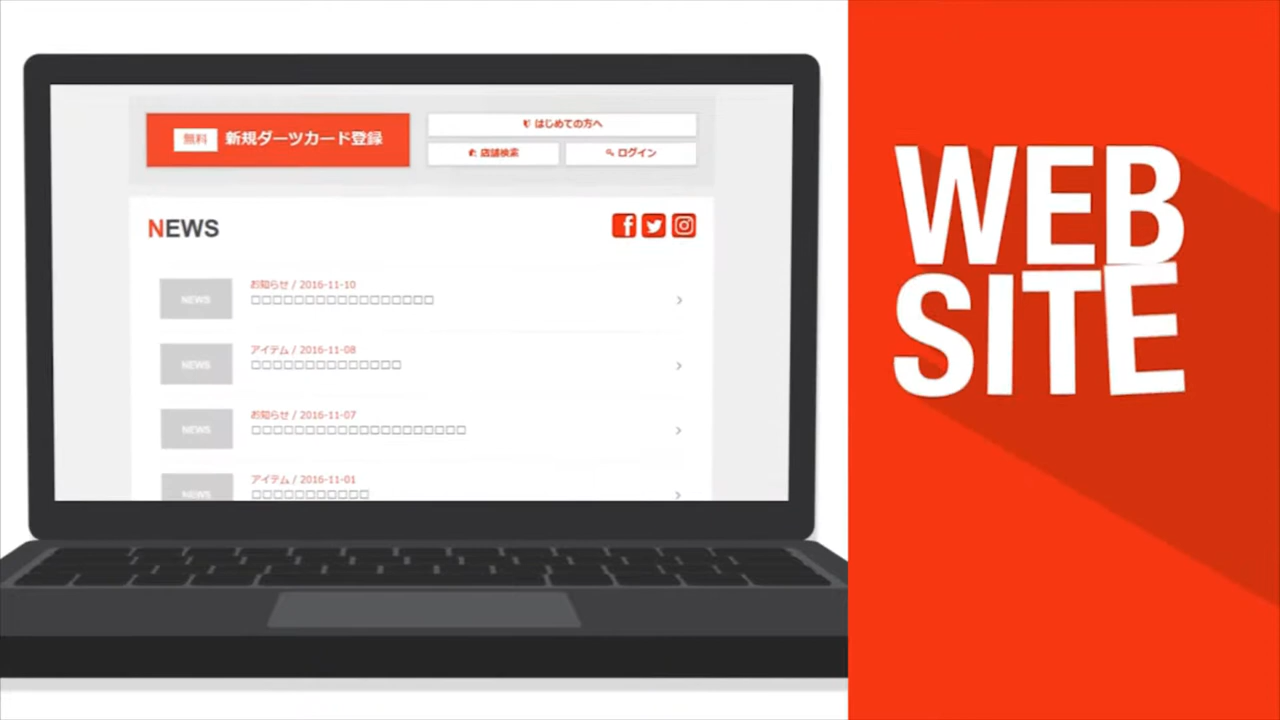 無料 新規ダーツカード登録
はじめての方へ
店舗検索
ログイン
NEWS
NEWS
お知らせ / 2016-11-10
□□□□□□□□□□□□□□□□□
NEWS
アイテム / 2016-11-08
□□□□□□□□□□□□□□
NEWS
お知らせ / 2016-11-07
□□□□□□□□□□□□□□□□□□□□
NEWS
アイテム / 2016-11-01
□□□□□□□□□□□
WEB
SITE